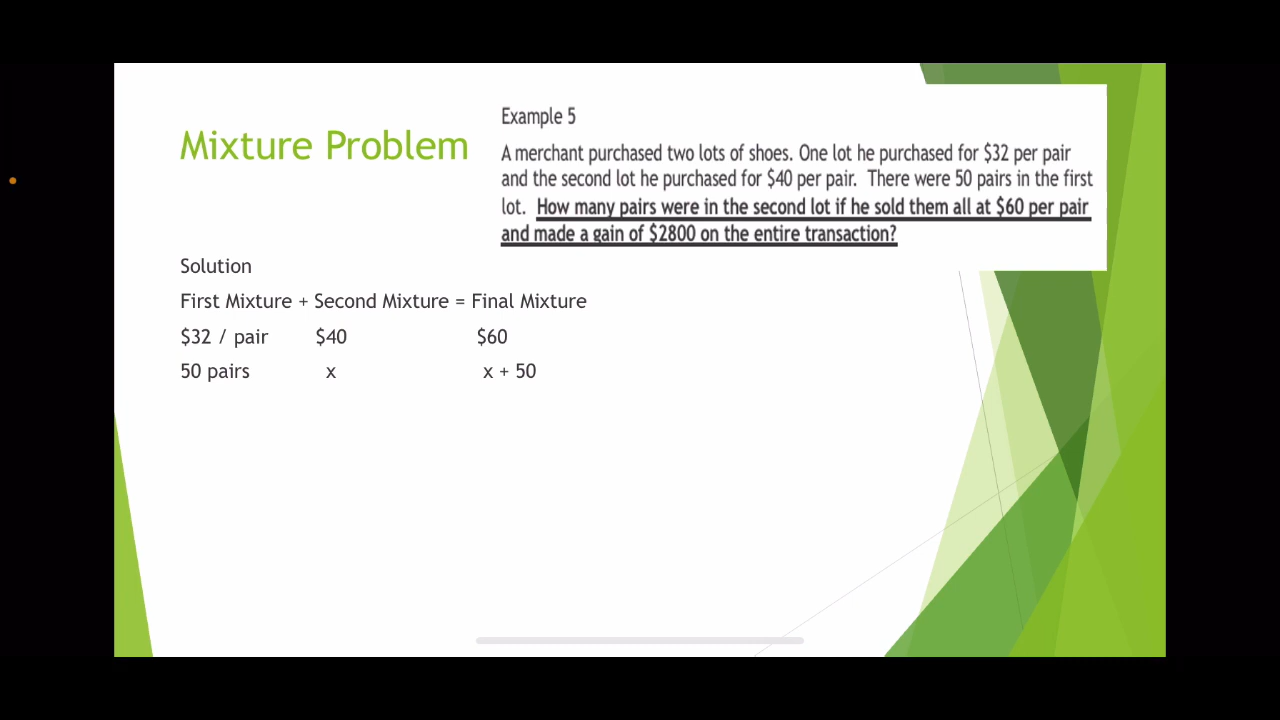 Mixture Problem
Example 5
A merchant purchased two lots of shoes. One lot he purchased for $32 per pair
and the second lot he purchased for $40 per pair. There were 50 pairs in the first
lot. How many pairs were in the second lot if he sold them all at $60 per pair
and made a gain of $2800 on the entire transaction?
Solution
First Mixture + Second Mixture = Final Mixture
$32 / pair $40 $60
50 pairs x x + 50